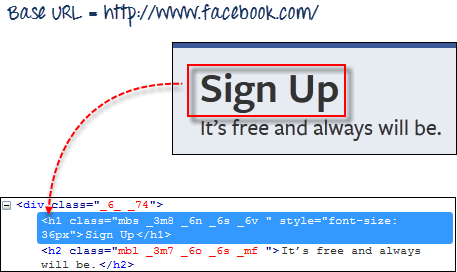 Base URL = http://www.facebook.com/
Sign Up
It's free and always will be.
<div class="_6_ _74">
<h1 class="mbs _3m8 _6n _6s _6v " style="font-size:
36px">Sign Up</h1>
<h2 class="mbl _3m7 _6o _6s _mf ">It's free and always
will be.</h2>